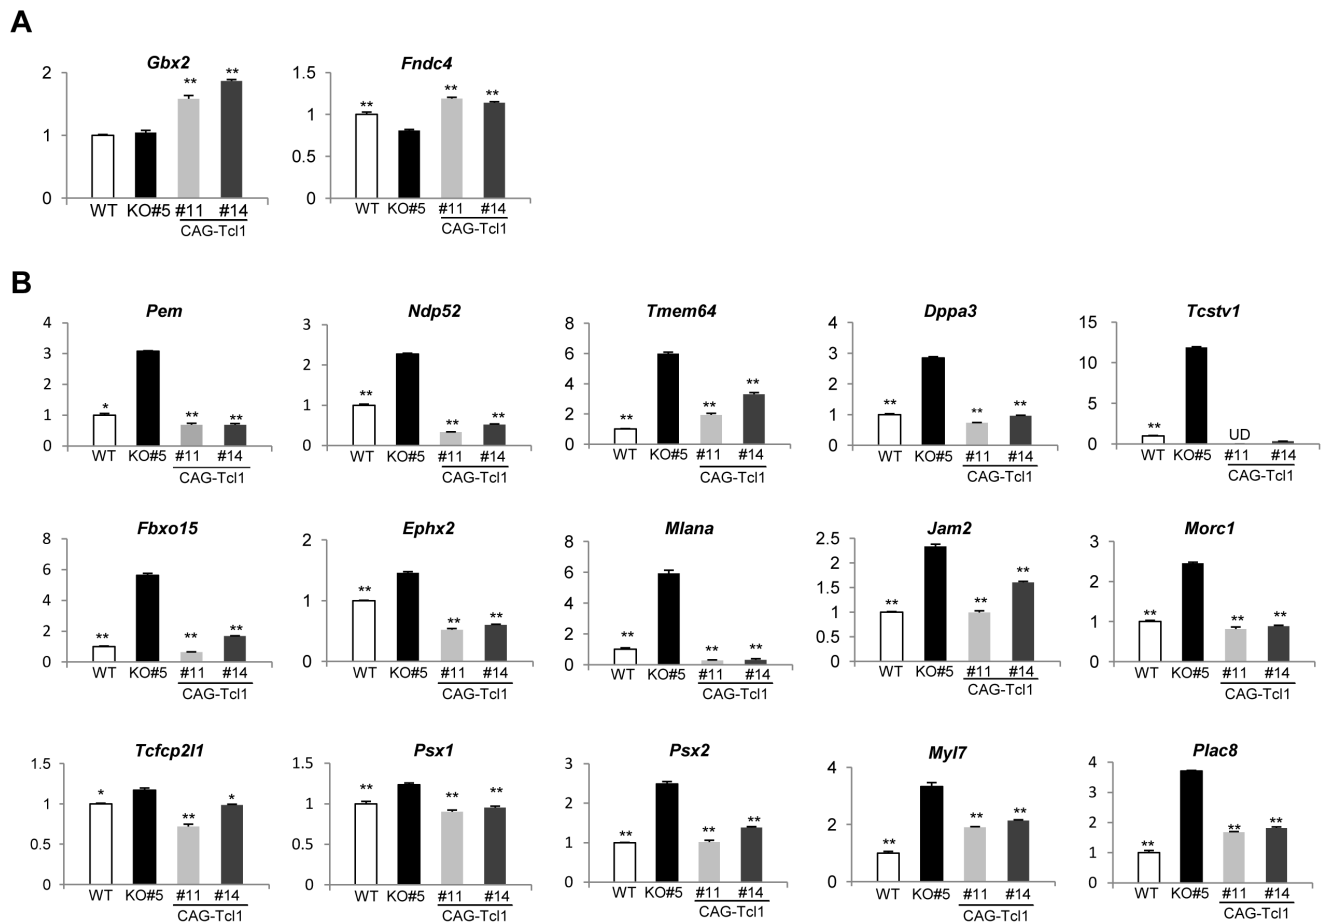 A
Gbx2
2
1
0
**
**
WT KO#5 #11 #14
CAG-Tcl1
Fndc4
1.5
1
0.5
0
**
**
**
WT KO#5 #11 #14
CAG-Tcl1
B
Pem
4
3
2
1
0
*
**
**
WT KO#5 #11 #14
CAG-Tcl1
Ndp52
3
2
1
0
**
**
**
WT KO#5 #11 #14
CAG-Tcl1
Tmem64
8
6
4
2
0
**
**
**
WT KO#5 #11 #14
CAG-Tcl1
Dppa3
4
3
2
1
0
**
**
**
WT KO#5 #11 #14
CAG-Tcl1
Tcstv1
15
10
5
0
**
UD
WT KO#5 #11 #14
CAG-Tcl1
Fbxo15
8
6
4
2
0
**
**
**
WT KO#5 #11 #14
CAG-Tcl1
Ephx2
2
1
0
**
**
**
WT KO#5 #11 #14
CAG-Tcl1
Mlana
8
6
4
2
0
**
**
**
WT KO#5 #11 #14
CAG-Tcl1
Jam2
2.5
2
1.5
1
0.5
0
**
**
**
WT KO#5 #11 #14
CAG-Tcl1
Morc1
3
2
1
0
**
**
**
WT KO#5 #11 #14
CAG-Tcl1
Tcfcp2l1
1.5
1
0.5
0
*
**
*
WT KO#5 #11 #14
CAG-Tcl1
Psx1
1.5
1
0.5
0
**
**
**
WT KO#5 #11 #14
CAG-Tcl1
Psx2
3
2
1
0
**
**
**
WT KO#5 #11 #14
CAG-Tcl1
Myl7
4
2
0
**
**
**
WT KO#5 #11 #14
CAG-Tcl1
Plac8
4
3
2
1
0
**
**
**
WT KO#5 #11 #14
CAG-Tcl1